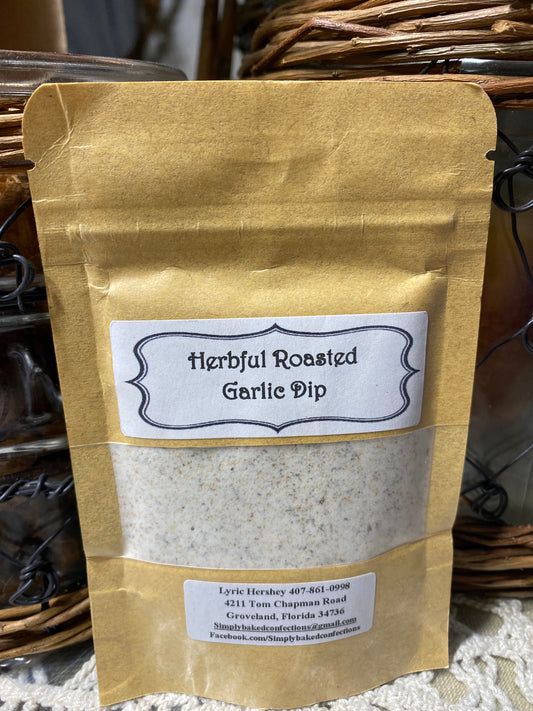 Herbful Roasted
Garlic Dip
Lyric Hershey 407-861-0998
4211 Tom Chapman Road
Groveland, Florida 34736
Simplybakedconfections@gmail.com
Facebook.com/Simplybakedconfections